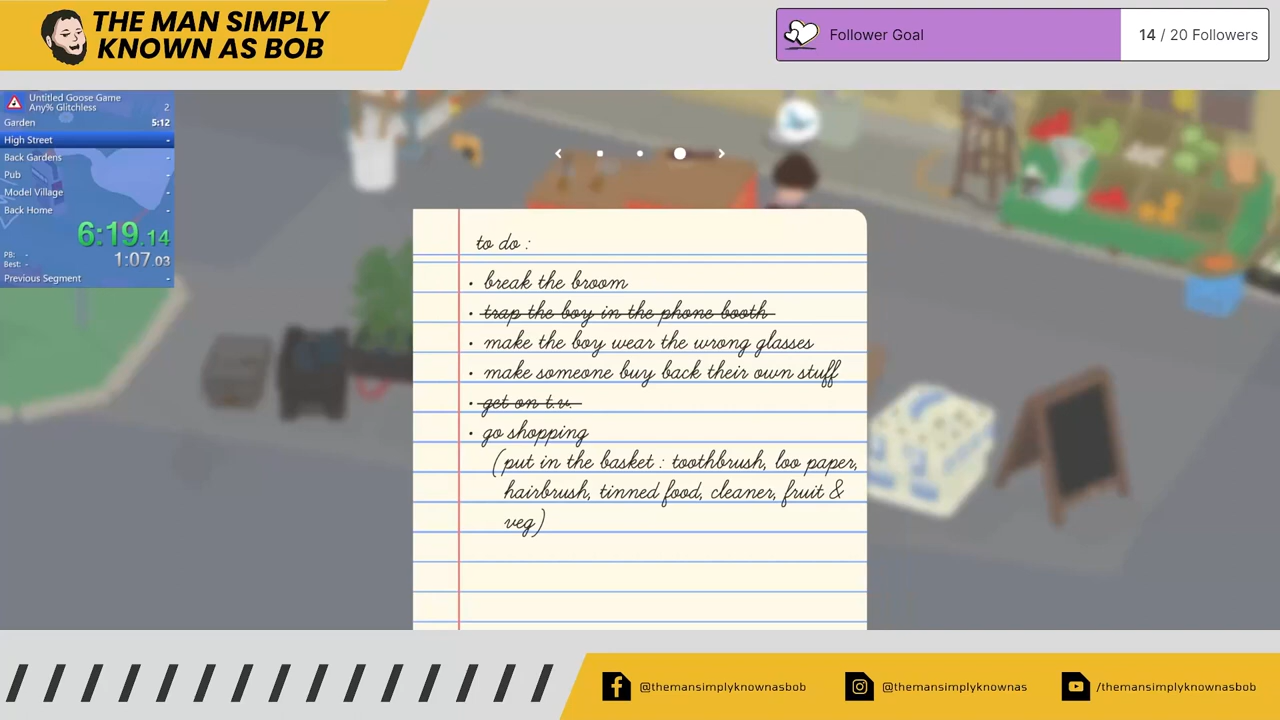 THE MAN SIMPLY
KNOWN AS BOB
Follower Goal
14 / 20 Followers
Untitled Goose Game
Any% Glitchless
2
Garden 5:12
High Street -
Back Gardens -
Pub -
Model Village -
Back Home -
6:19.14
PB: -
Best: -
1:07.03
Previous Segment -
to do :
• break the broom
• trap the boy in the phone booth
• make the boy wear the wrong glasses
• make someone buy back their own stuff
• get on t.v.
• go shopping
(put in the basket : toothbrush, loo paper,
hairbrush, tinned food, cleaner, fruit &
veg)
@themansimplyknownasbob
@themansimplyknownas
/themansimplyknownasbob